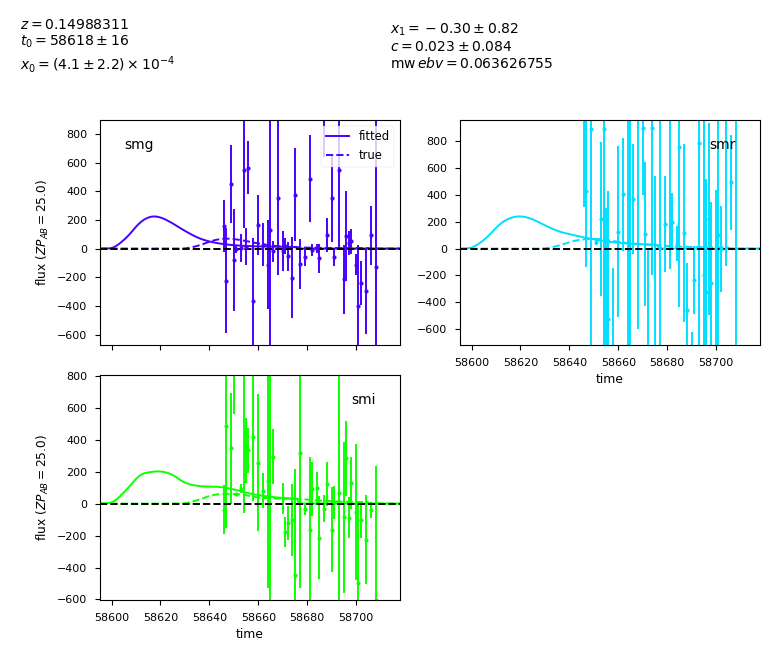 z = 0.14988311
t₀ = 58618 ± 16
x₀ = (4.1 ± 2.2) × 10⁻⁴
x₁ = −0.30 ± 0.82
c = 0.023 ± 0.084
mw ebv = 0.063626755
smg
fitted
true
800
600
400
200
0
−200
−400
−600
flux (ZP_AB = 25.0)
smr
800
600
400
200
0
−200
−400
−600
58600 58620 58640 58660 58680 58700
time
smi
800
600
400
200
0
−200
−400
−600
flux (ZP_AB = 25.0)
58600 58620 58640 58660 58680 58700
time